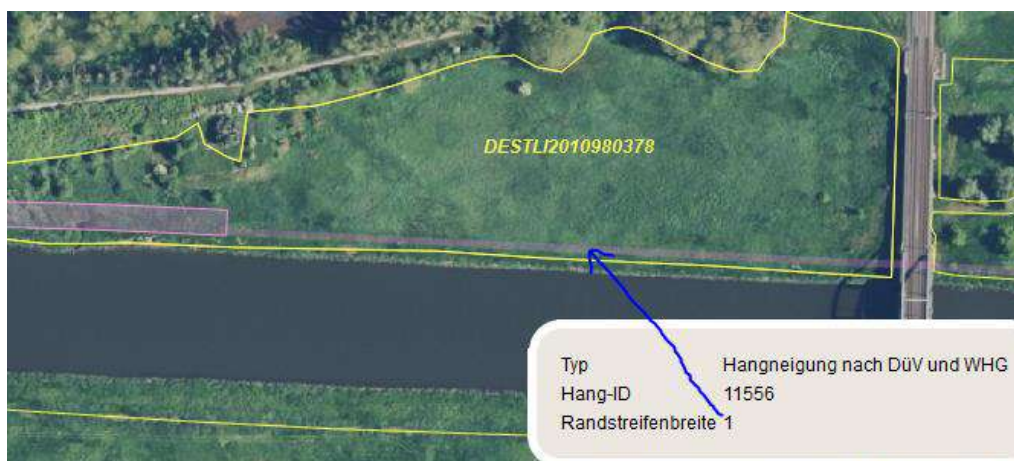 DESTLI2010980378
Typ Hangneigung nach DüV und WHG
Hang-ID 11556
Randstreifenbreite 1